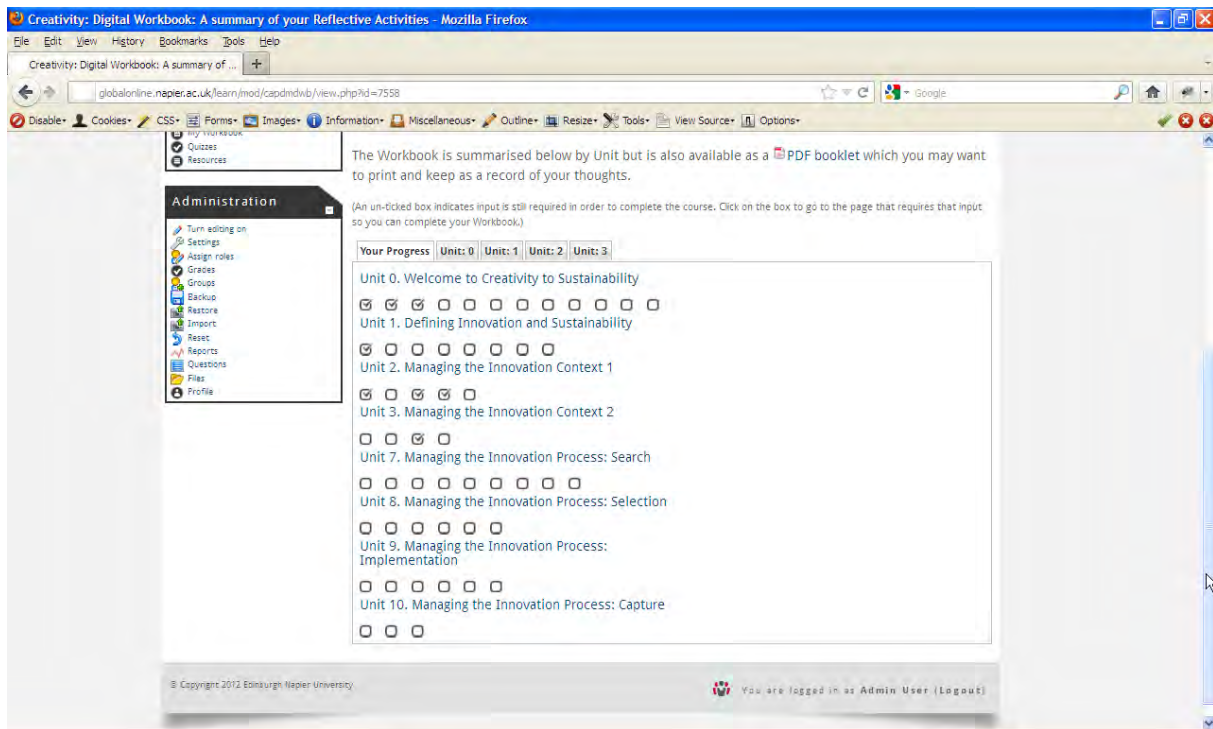 Creativity: Digital Workbook: A summary of your Reflective Activities - Mozilla Firefox
File Edit View History Bookmarks Tools Help
Creativity: Digital Workbook: A summary of ... +
globalonline.napier.ac.uk/learn/mod/capdmdwb/view.php?id=7558 Google
Disable Cookies CSS Forms Images Information Miscellaneous Outline Resize Tools View Source Options
My Workbook
Quizzes
Resources
The Workbook is summarised below by Unit but is also available as a PDF booklet which you may want
to print and keep as a record of your thoughts.
Administration
(An un-ticked box indicates input is still required in order to complete the course. Click on the box to go to the page that requires that input
so you can complete your Workbook.)
Turn editing on
Settings
Assign roles
Grades
Groups
Backup
Restore
Import
Reset
Reports
Questions
Files
Profile
Your Progress Unit: 0 Unit: 1 Unit: 2 Unit: 3
Unit 0. Welcome to Creativity to Sustainability
Unit 1. Defining Innovation and Sustainability
Unit 2. Managing the Innovation Context 1
Unit 3. Managing the Innovation Context 2
Unit 7. Managing the Innovation Process: Search
Unit 8. Managing the Innovation Process: Selection
Unit 9. Managing the Innovation Process:
Implementation
Unit 10. Managing the Innovation Process: Capture
© Copyright 2012 Edinburgh Napier University
You are logged in as Admin User (Logout)